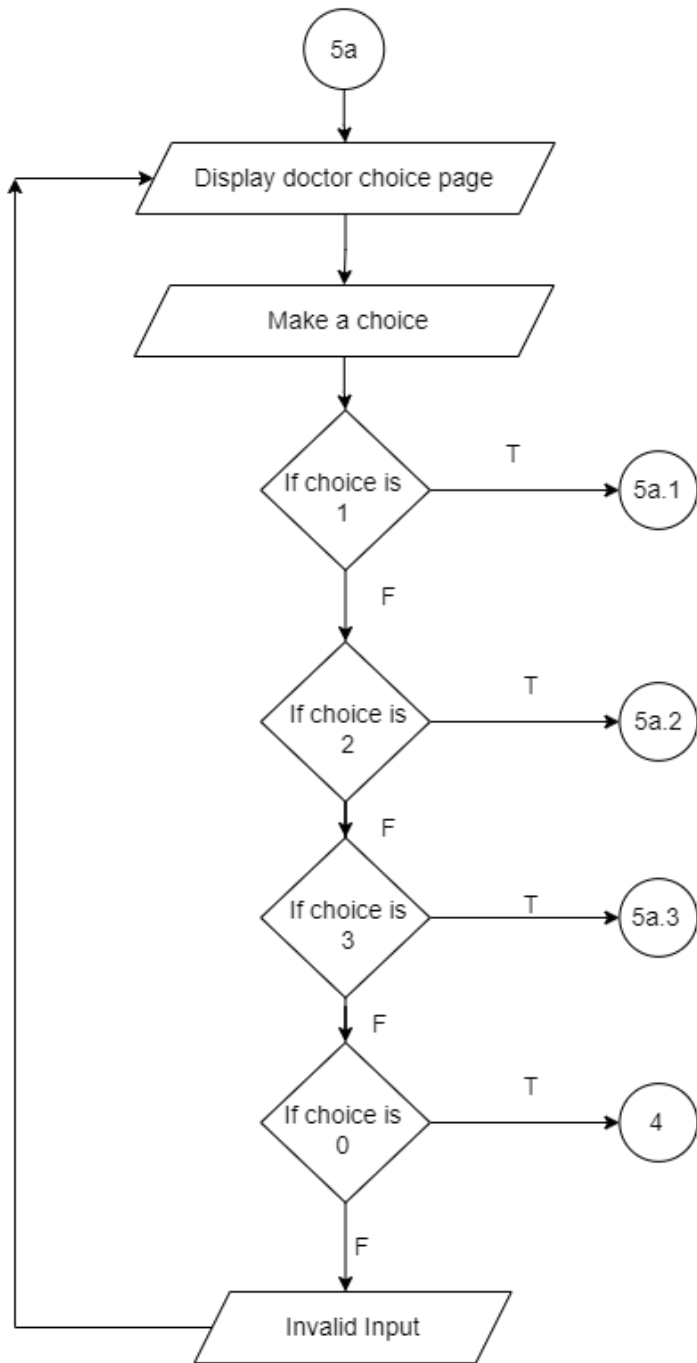 5a
Display doctor choice page
Make a choice
If choice is
1
T
5a.1
F
If choice is
2
T
5a.2
F
If choice is
3
T
5a.3
F
If choice is
0
T
4
F
Invalid Input